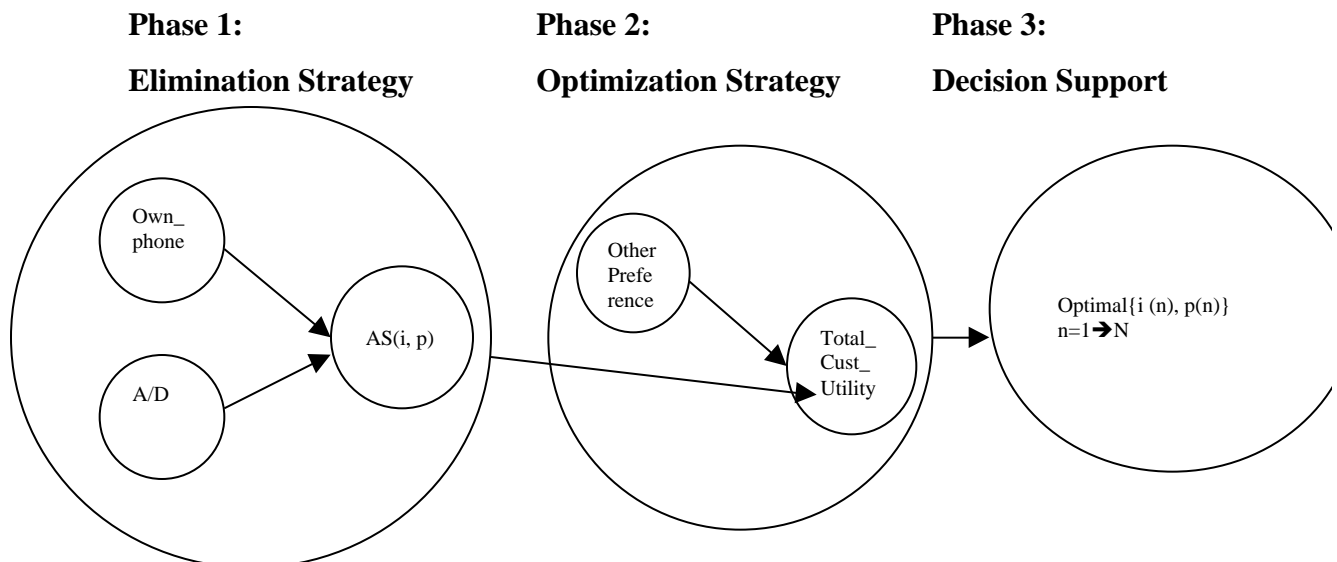 Phase 1:
Elimination Strategy
Phase 2:
Optimization Strategy
Phase 3:
Decision Support
Own_
phone
A/D
AS(i, p)
Other
Prefe
rence
Total_
Cust_
Utility
Optimal{i (n), p(n)}
n=1➔N